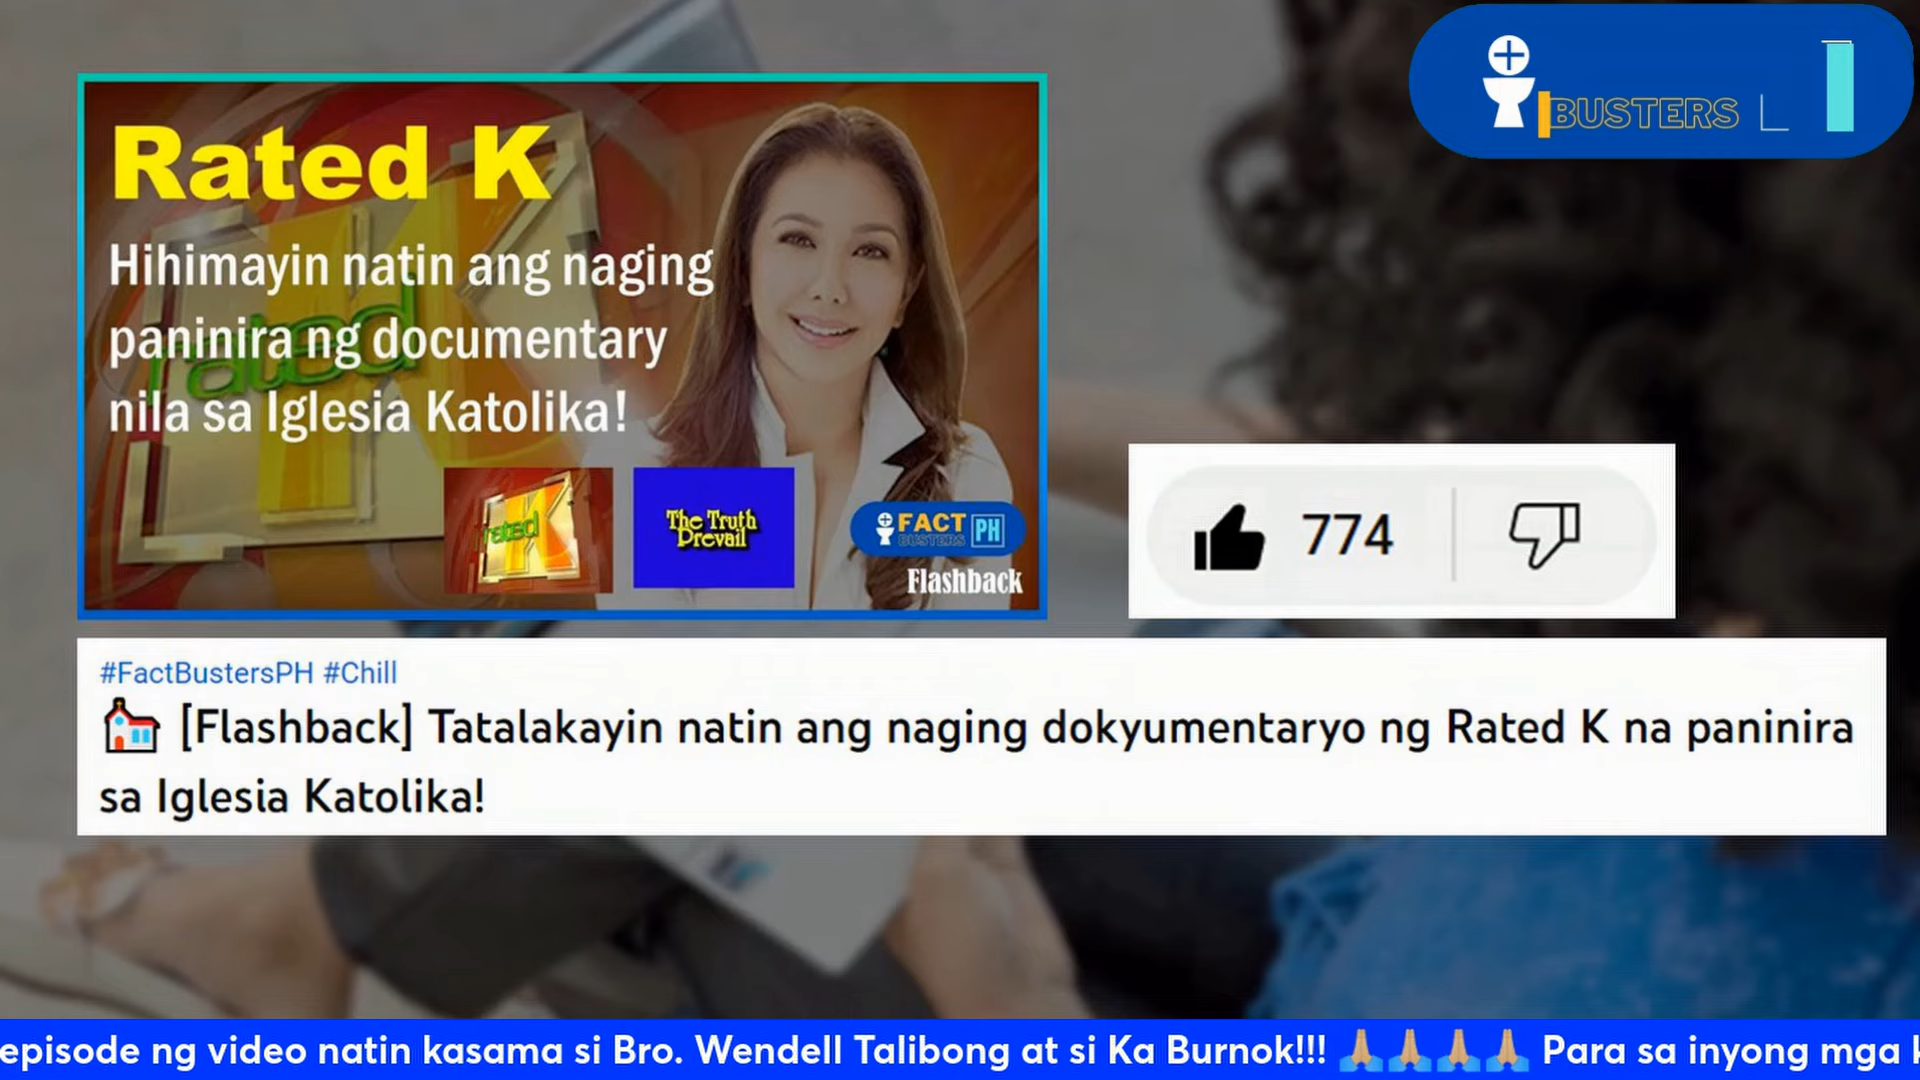 BUSTERS
Rated K
Hihimayin natin ang naging
paninira ng documentary
nila sa Iglesia Katolika!
rated
rated
The Truth
Prevail
FACT
BUSTERS
PH
Flashback
774
#FactBustersPH #Chill
[Flashback] Tatalakayin natin ang naging dokyumentaryo ng Rated K na paninira
sa Iglesia Katolika!
episode ng video natin kasama si Bro. Wendell Talibong at si Ka Burnok!!! 🙏🙏🙏🙏 Para sa inyong mga